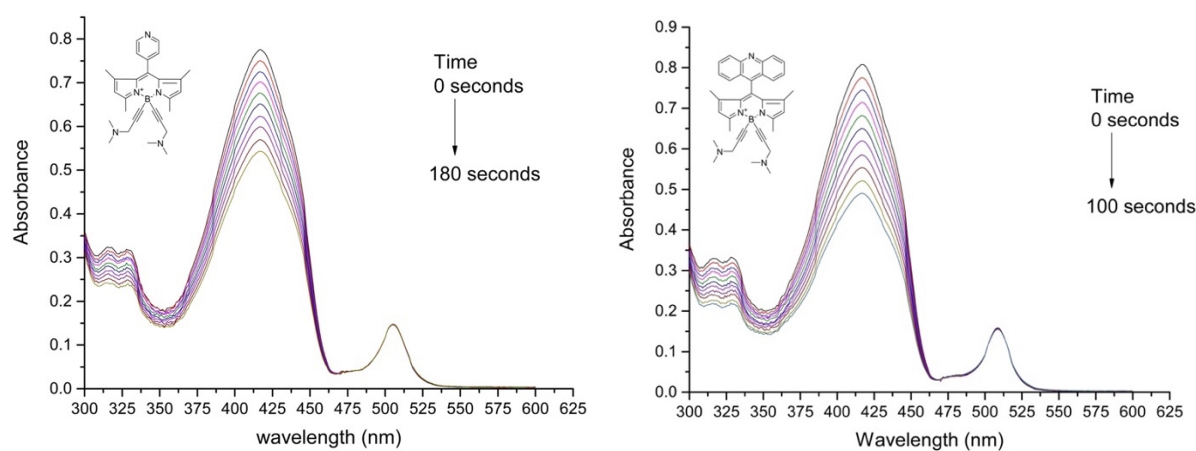 0.8
0.7
0.6
0.5
0.4
0.3
0.2
0.1
0.0
Absorbance
300 325 350 375 400 425 450 475 500 525 550 575 600 625
wavelength (nm)
N
N
N+
B
N
N
Time
0 seconds
180 seconds
0.9
0.8
0.7
0.6
0.5
0.4
0.3
0.2
0.1
0.0
Absorbance
300 325 350 375 400 425 450 475 500 525 550 575 600 625
Wavelength (nm)
N
N+
N
B
N
N
Time
0 seconds
100 seconds